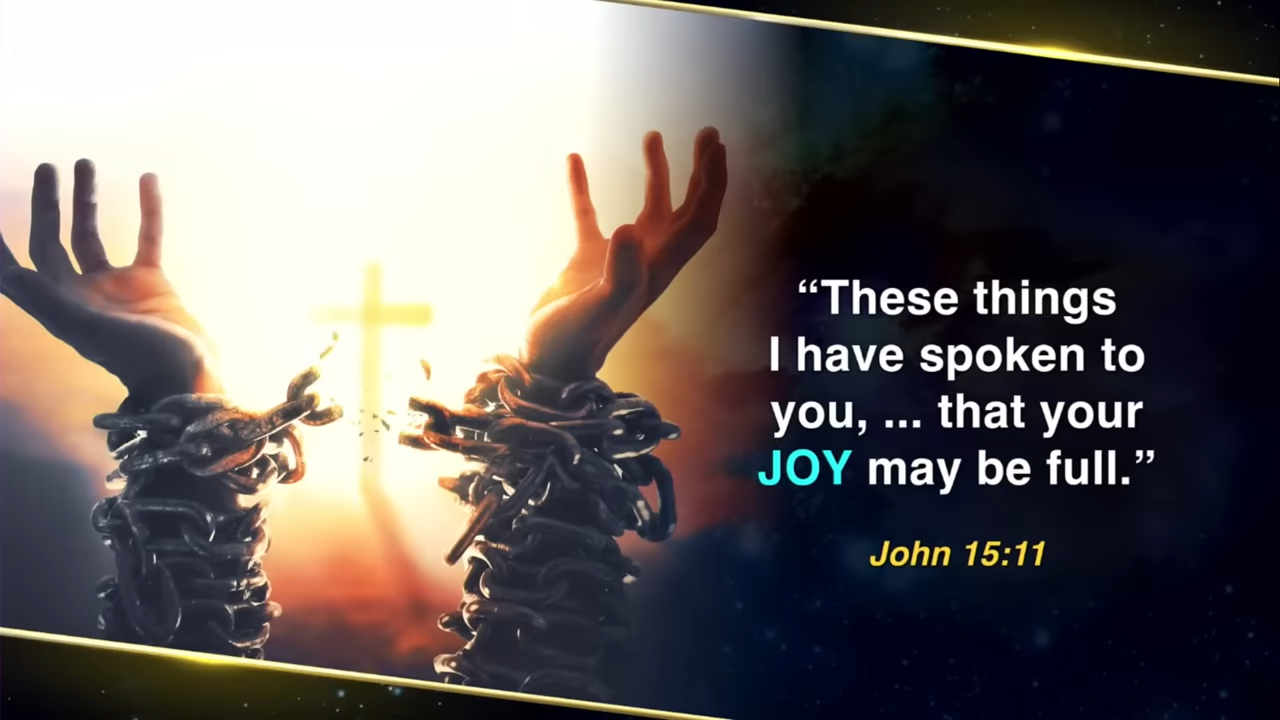 “These things
I have spoken to
you, ... that your
JOY may be full.”
John 15:11